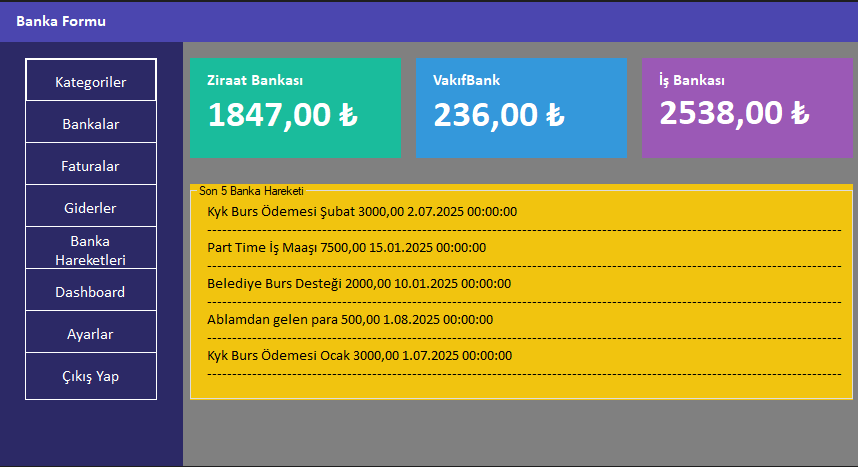 Banka Formu
Kategoriler
Bankalar
Faturalar
Giderler
Banka
Hareketleri
Dashboard
Ayarlar
Çıkış Yap
Ziraat Bankası
1847,00 ₺
VakıfBank
236,00 ₺
İş Bankası
2538,00 ₺
Son 5 Banka Hareketi
Kyk Burs Ödemesi Şubat 3000,00 2.07.2025 00:00:00
Part Time İş Maaşı 7500,00 15.01.2025 00:00:00
Belediye Burs Desteği 2000,00 10.01.2025 00:00:00
Ablamdan gelen para 500,00 1.08.2025 00:00:00
Kyk Burs Ödemesi Ocak 3000,00 1.07.2025 00:00:00